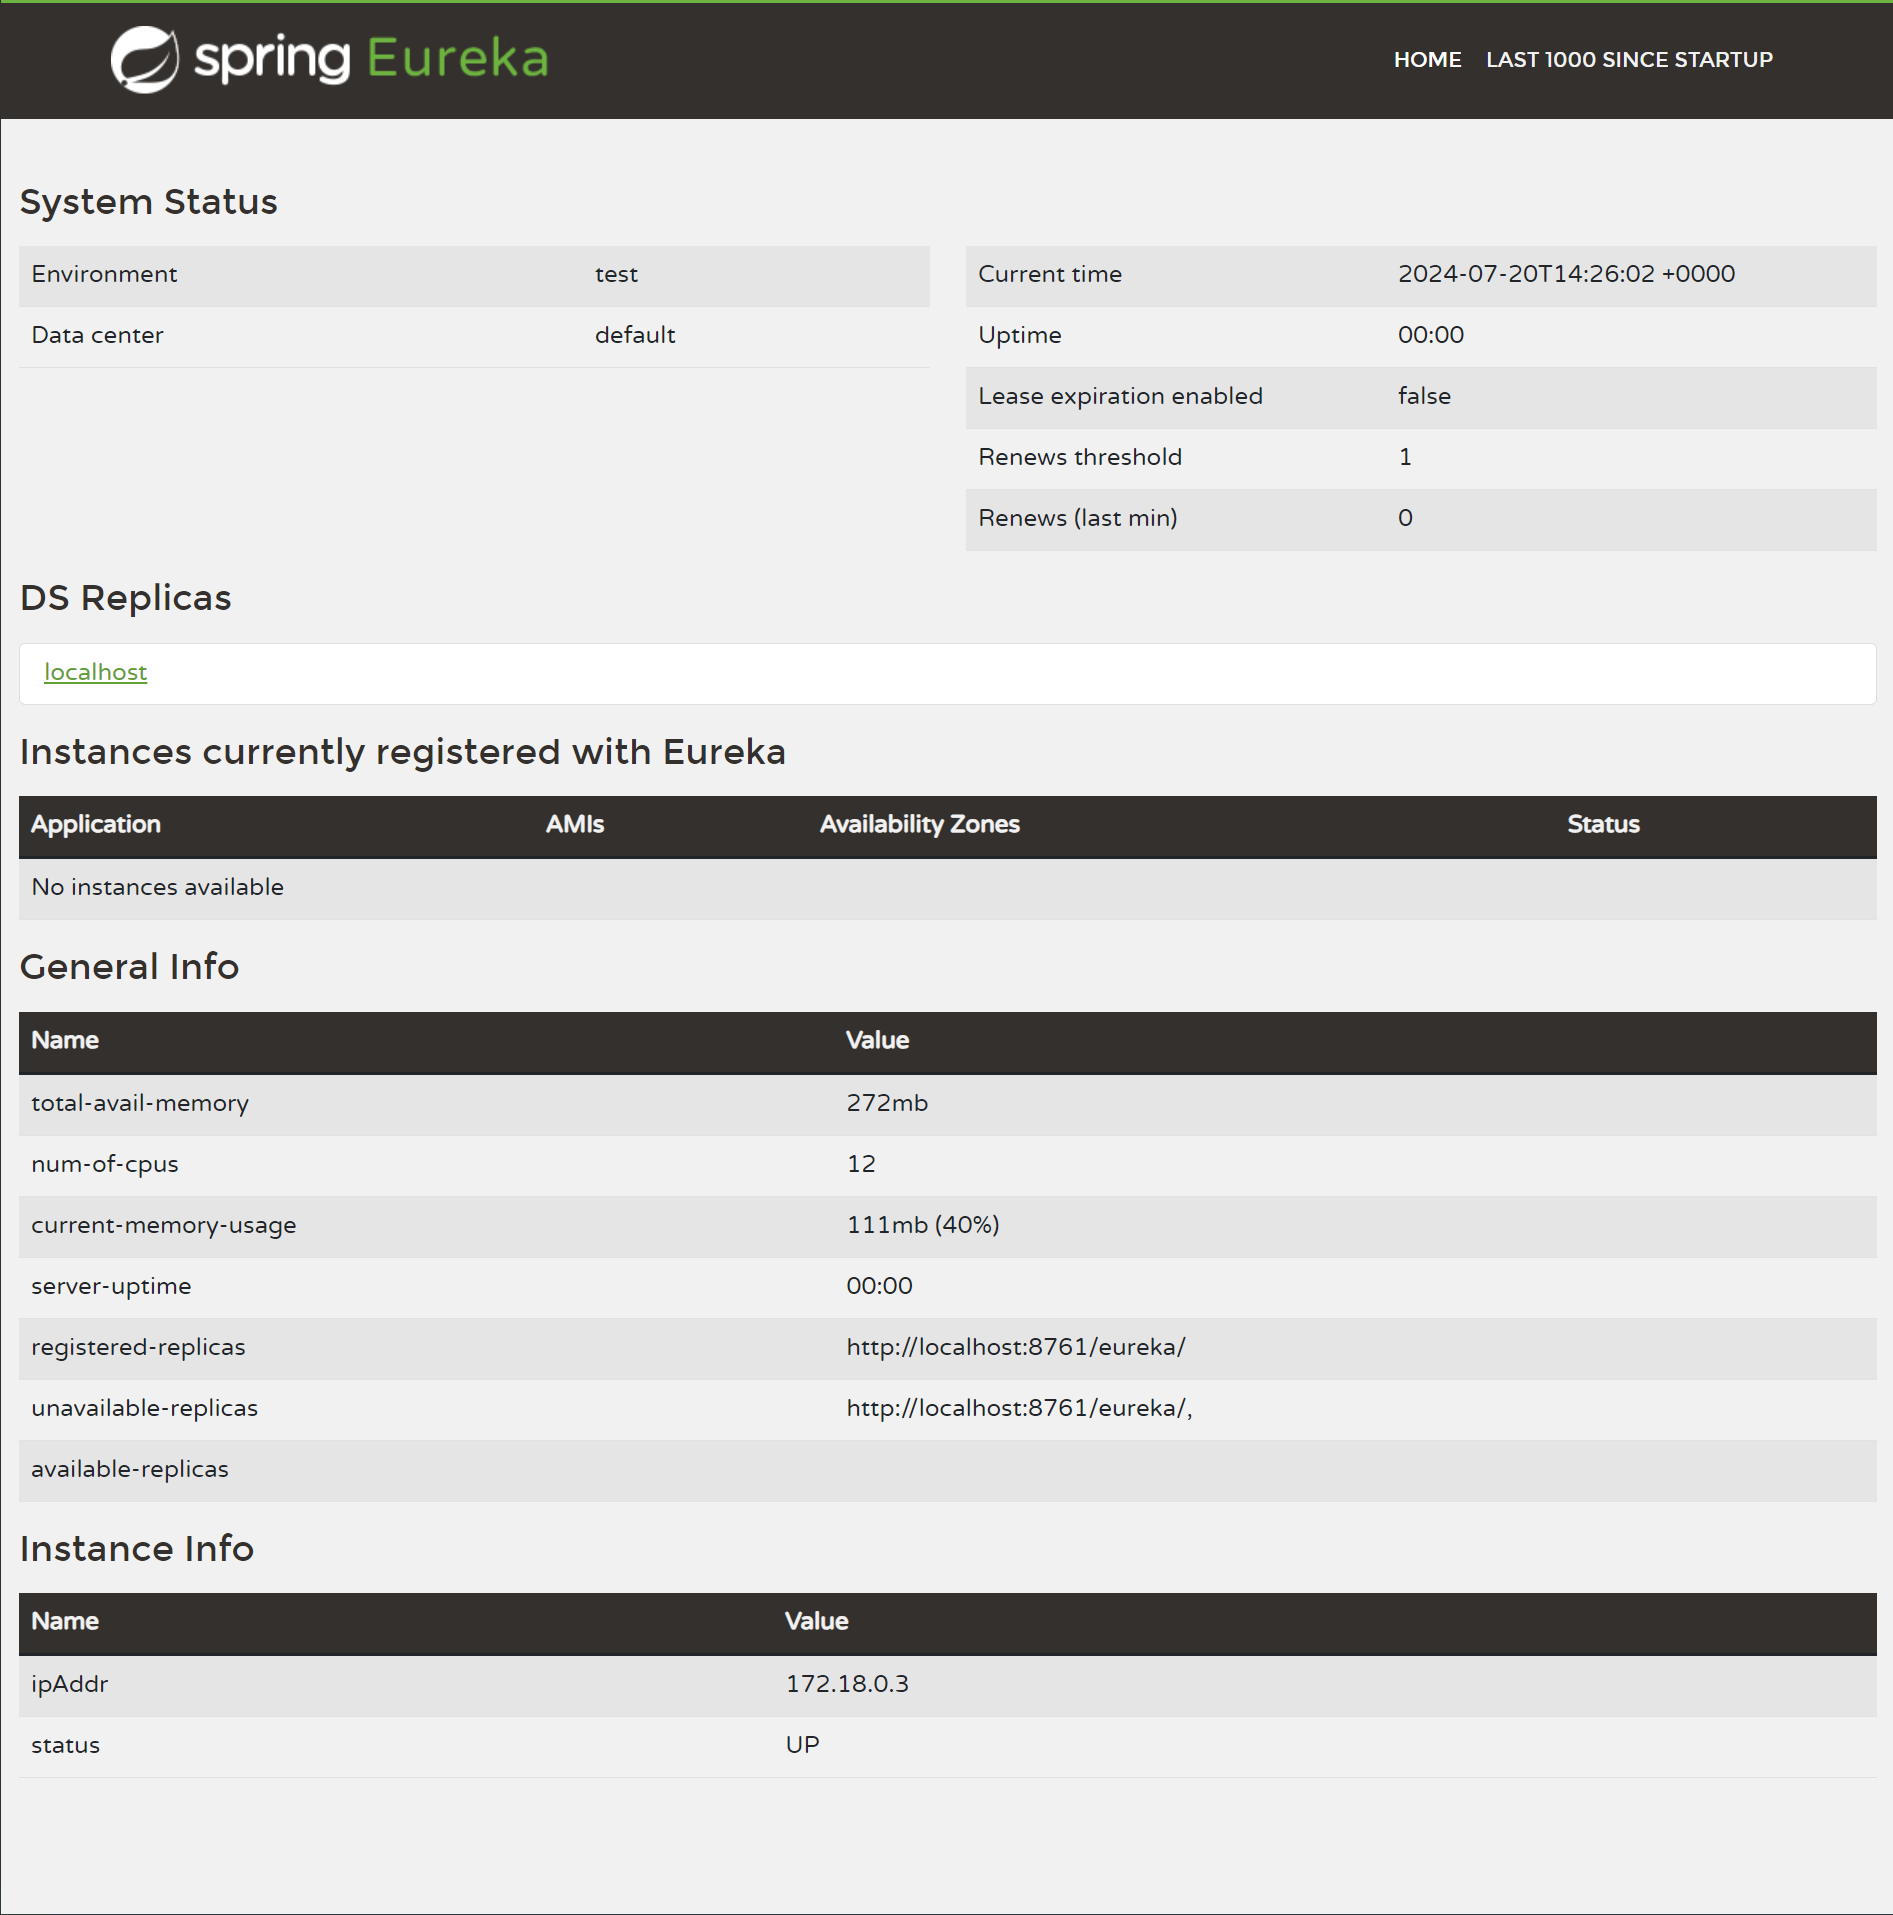 spring Eureka
HOME LAST 1000 SINCE STARTUP
System Status
Environment test
Data center default
Current time 2024-07-20T14:26:02 +0000
Uptime 00:00
Lease expiration enabled false
Renews threshold 1
Renews (last min) 0
DS Replicas
localhost
Instances currently registered with Eureka
Application AMIs Availability Zones Status
No instances available
General Info
Name Value
total-avail-memory 272mb
num-of-cpus 12
current-memory-usage 111mb (40%)
server-uptime 00:00
registered-replicas http://localhost:8761/eureka/
unavailable-replicas http://localhost:8761/eureka/,
available-replicas
Instance Info
Name Value
ipAddr 172.18.0.3
status UP